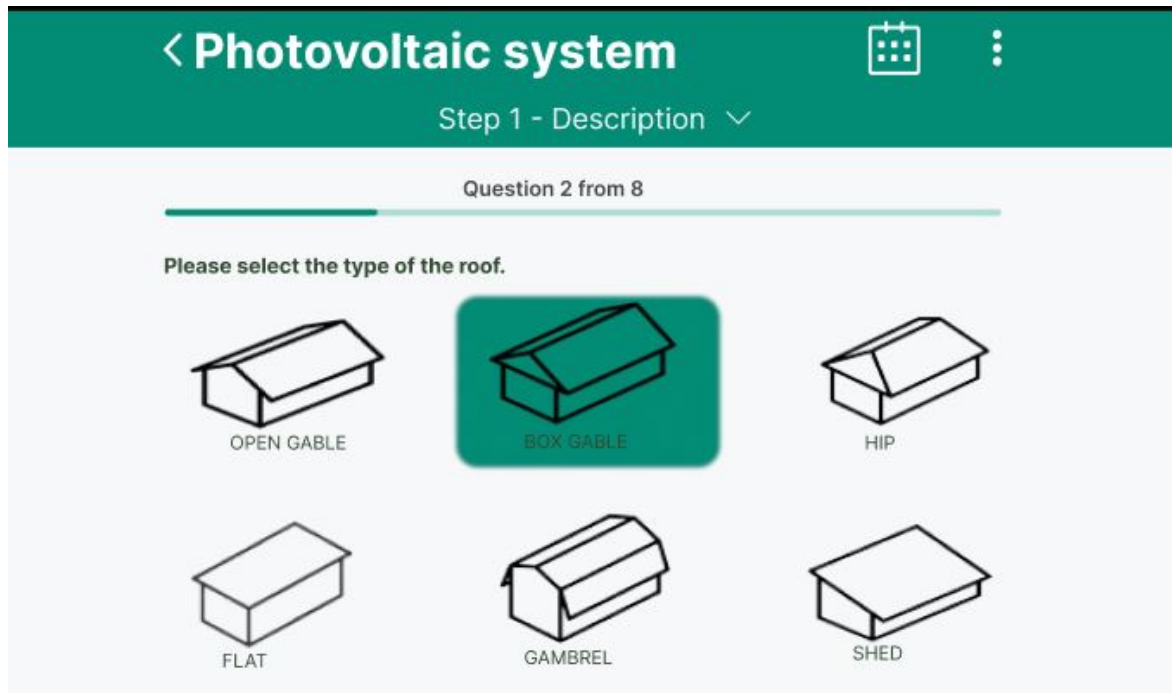 Photovoltaic system
Step 1 - Description
Question 2 from 8
Please select the type of the roof.
OPEN GABLE
BOX GABLE
HIP
FLAT
GAMBREL
SHED